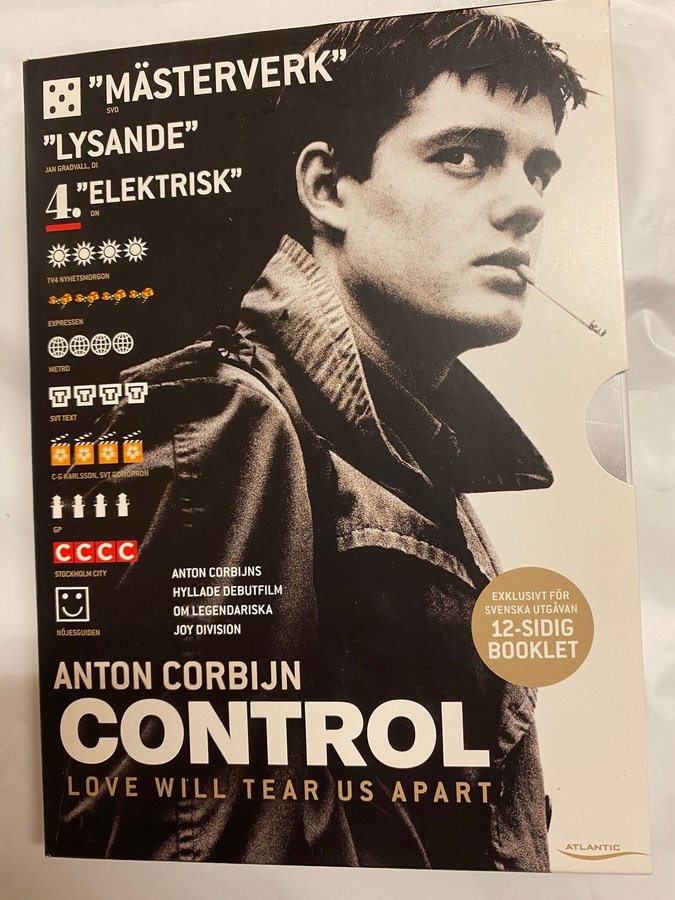 "MÄSTERVERK"
SVD
"LYSANDE"
JAN GRADVALL, DI
4. "ELEKTRISK"
DN
TV4 NYHETSMORGON
EXPRESSEN
METRO
T T T T
SVT TEXT
C-G KARLSSON, SVT GOMORRON
GP
C C C C
STOCKHOLM CITY
NÖJESGUIDEN
ANTON CORBIJNS
HYLLADE DEBUTFILM
OM LEGENDARISKA
JOY DIVISION
EXKLUSIVT FÖR
SVENSKA UTGÅVAN
12-SIDIG
BOOKLET
ANTON CORBIJN
CONTROL
LOVE WILL TEAR US APART
ATLANTIC